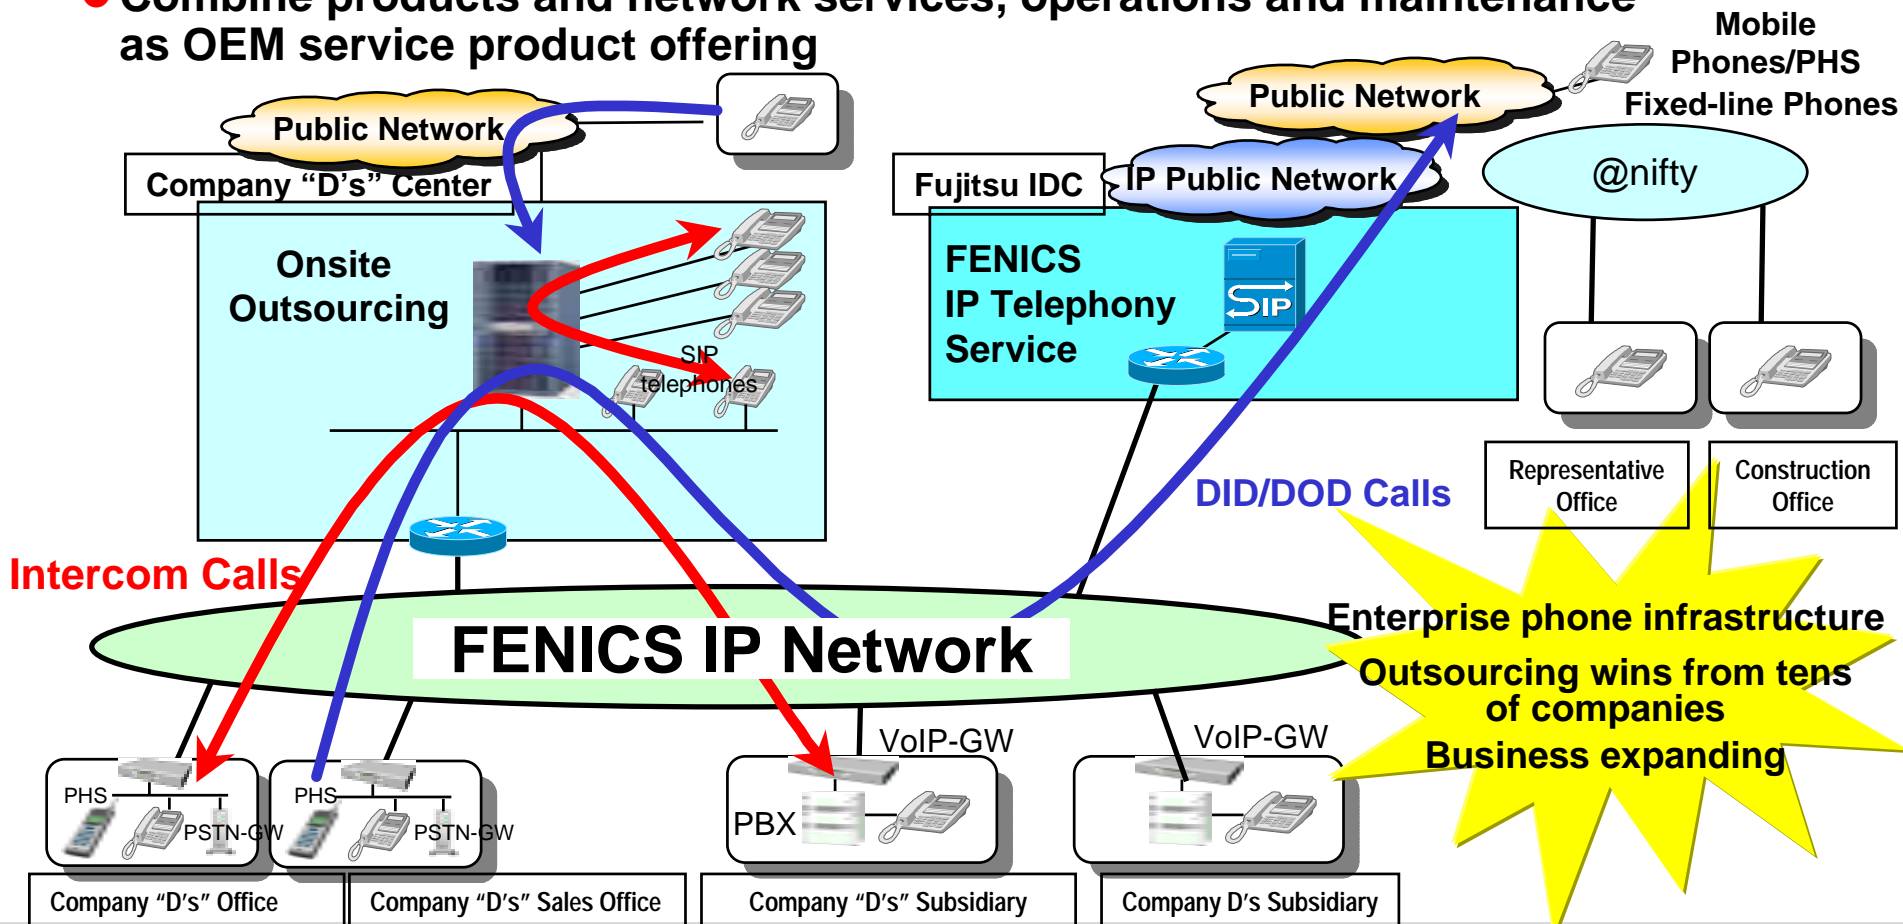 Combine products and network services, operations and maintenance
as OEM service product offering
Mobile
Phones/PHS
Fixed-line Phones
Public Network
Public Network
Company “D’s” Center
Fujitsu IDC
IP Public Network
@nifty
Onsite
Outsourcing
FENICS
IP Telephony
Service
SIP
SIP
telephones
Representative
Office
Construction
Office
DID/DOD Calls
Intercom Calls
FENICS IP Network
Enterprise phone infrastructure
Outsourcing wins from tens
of companies
Business expanding
VoIP-GW
VoIP-GW
PHS
PSTN-GW
PHS
PSTN-GW
PBX
Company “D’s” Office
Company “D’s” Sales Office
Company “D’s” Subsidiary
Company D's Subsidiary